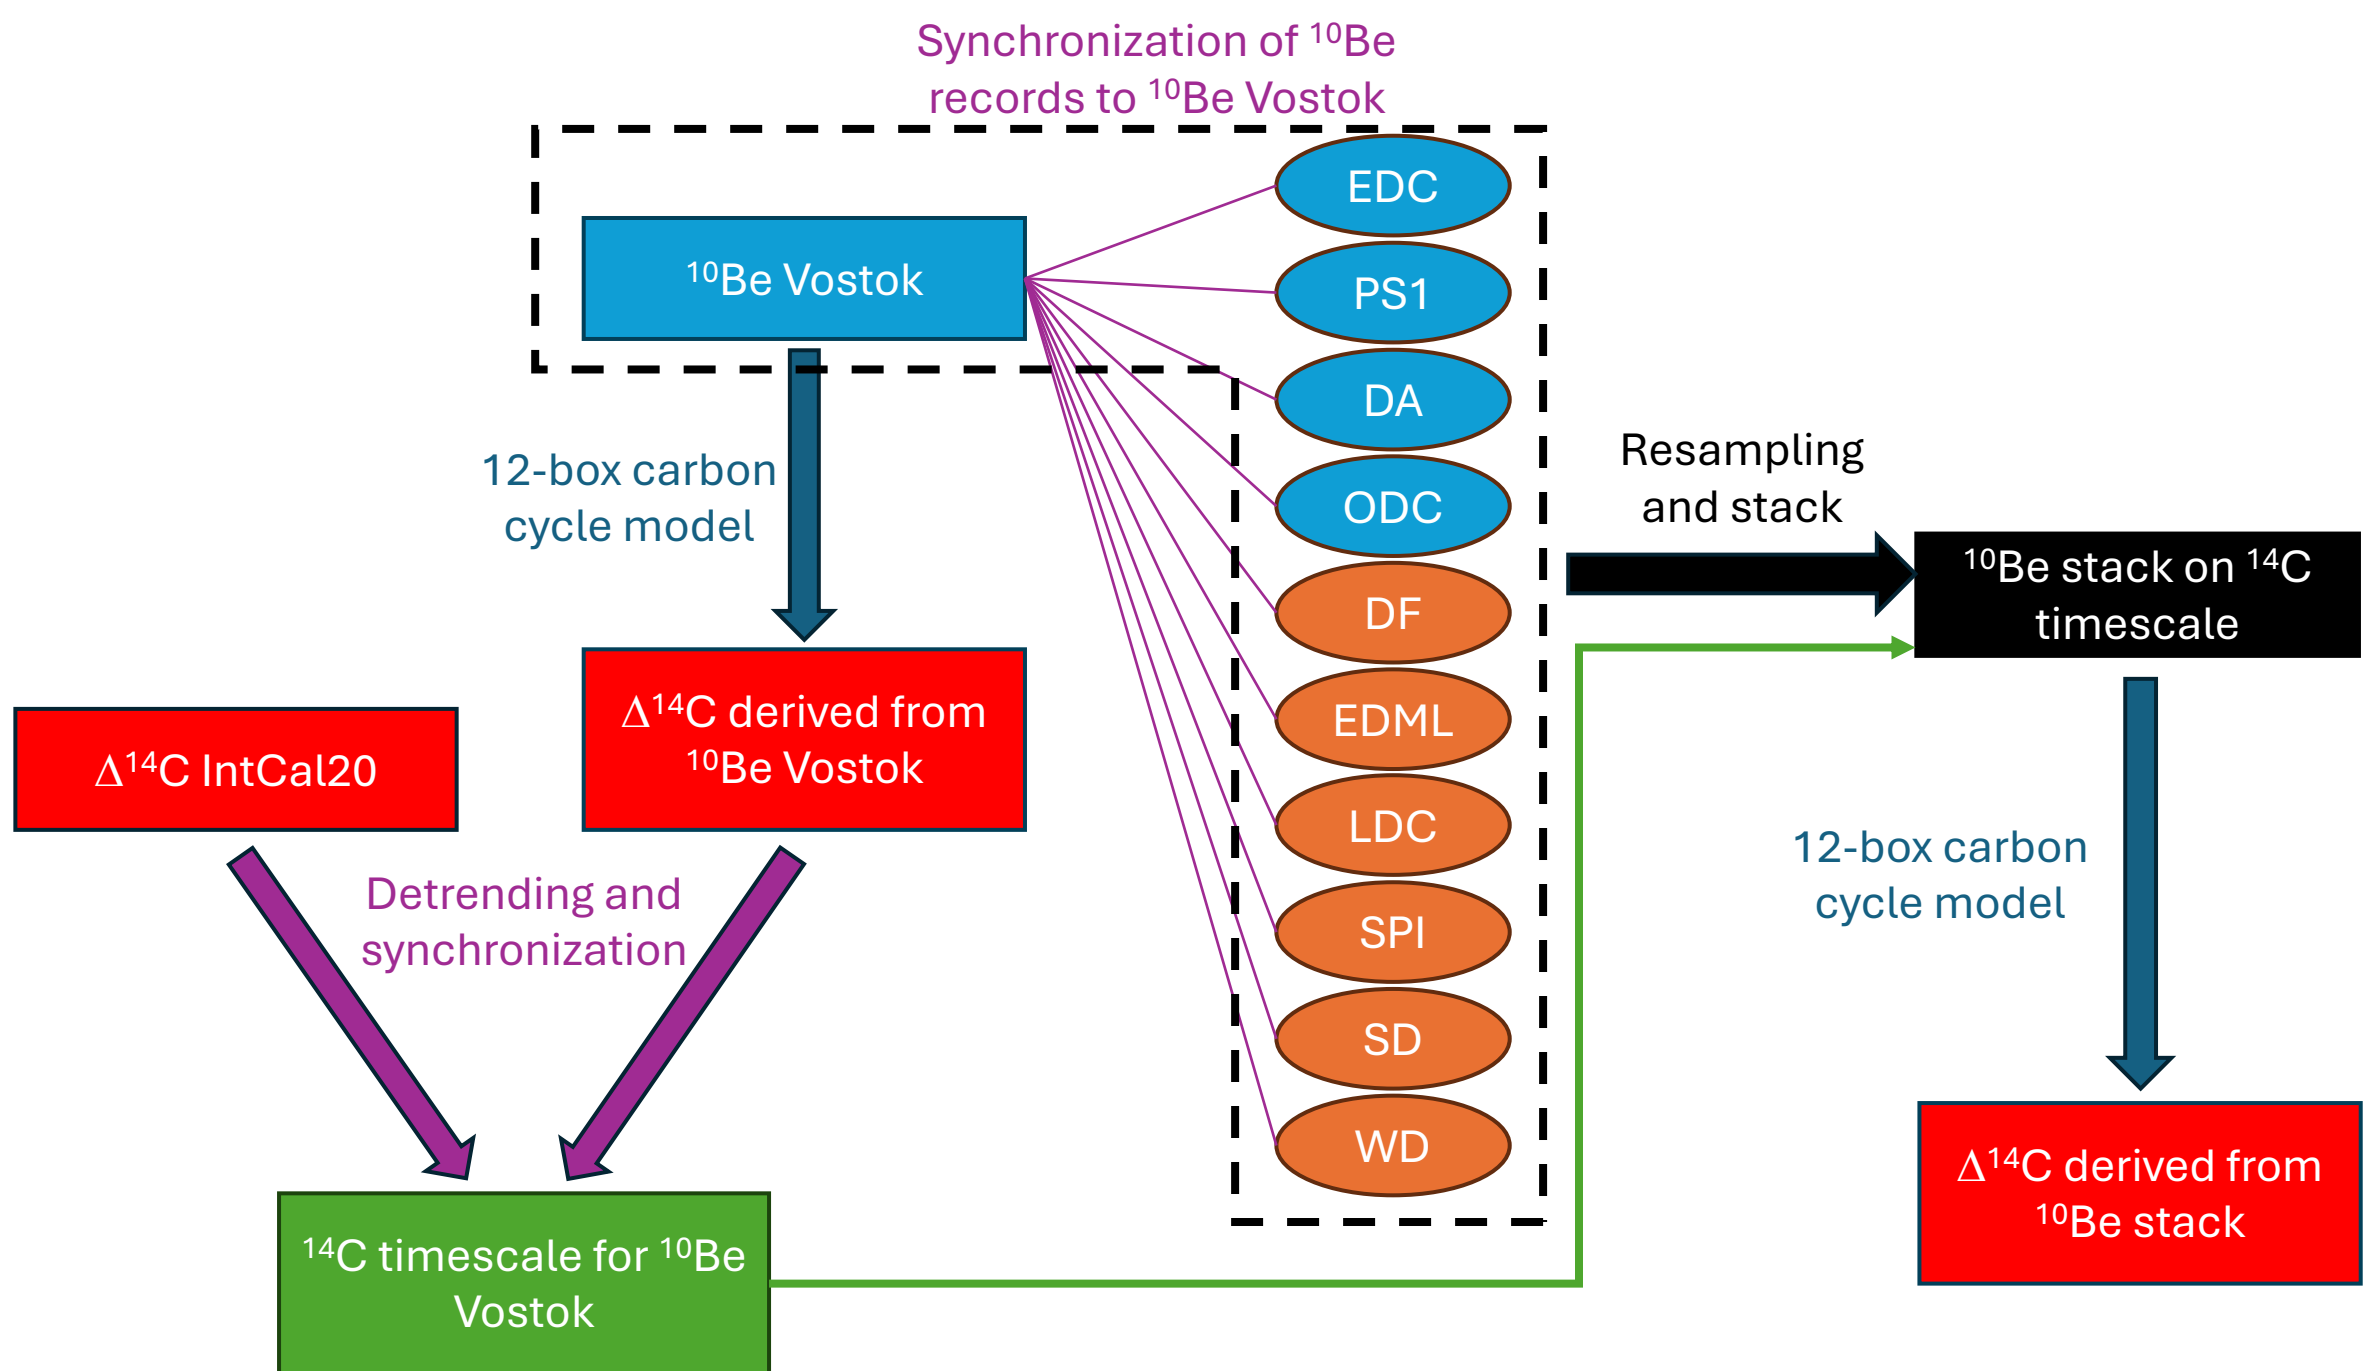 Synchronization of ¹⁰Be
records to ¹⁰Be Vostok
¹⁰Be Vostok
EDC
PS1
DA
ODC
DF
EDML
LDC
SPI
SD
WD
12-box carbon
cycle model
Δ¹⁴C IntCal20
Δ¹⁴C derived from
¹⁰Be Vostok
Detrending and
synchronization
¹⁴C timescale for ¹⁰Be
Vostok
Resampling
and stack
¹⁰Be stack on ¹⁴C
timescale
12-box carbon
cycle model
Δ¹⁴C derived from
¹⁰Be stack